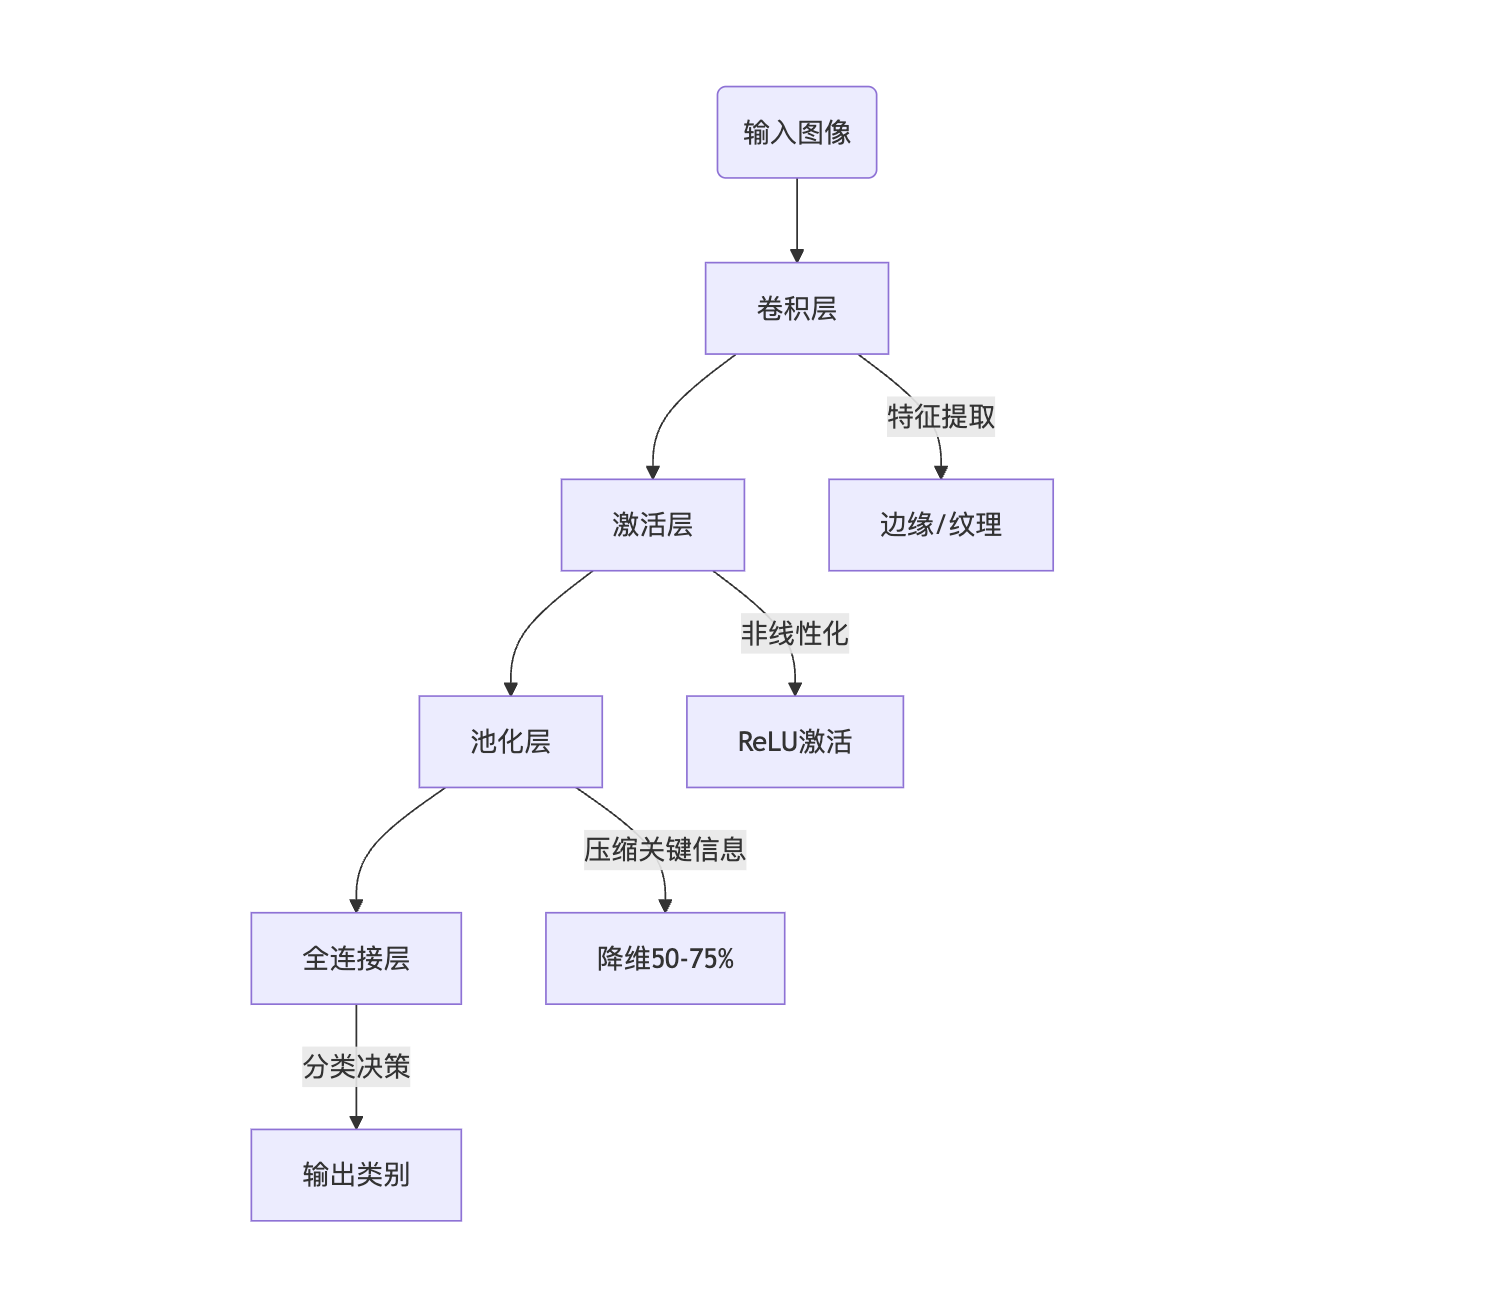 输入图像
卷积层
特征提取
激活层
边缘/纹理
非线性化
池化层
ReLU激活
压缩关键信息
全连接层
降维50-75%
分类决策
输出类别